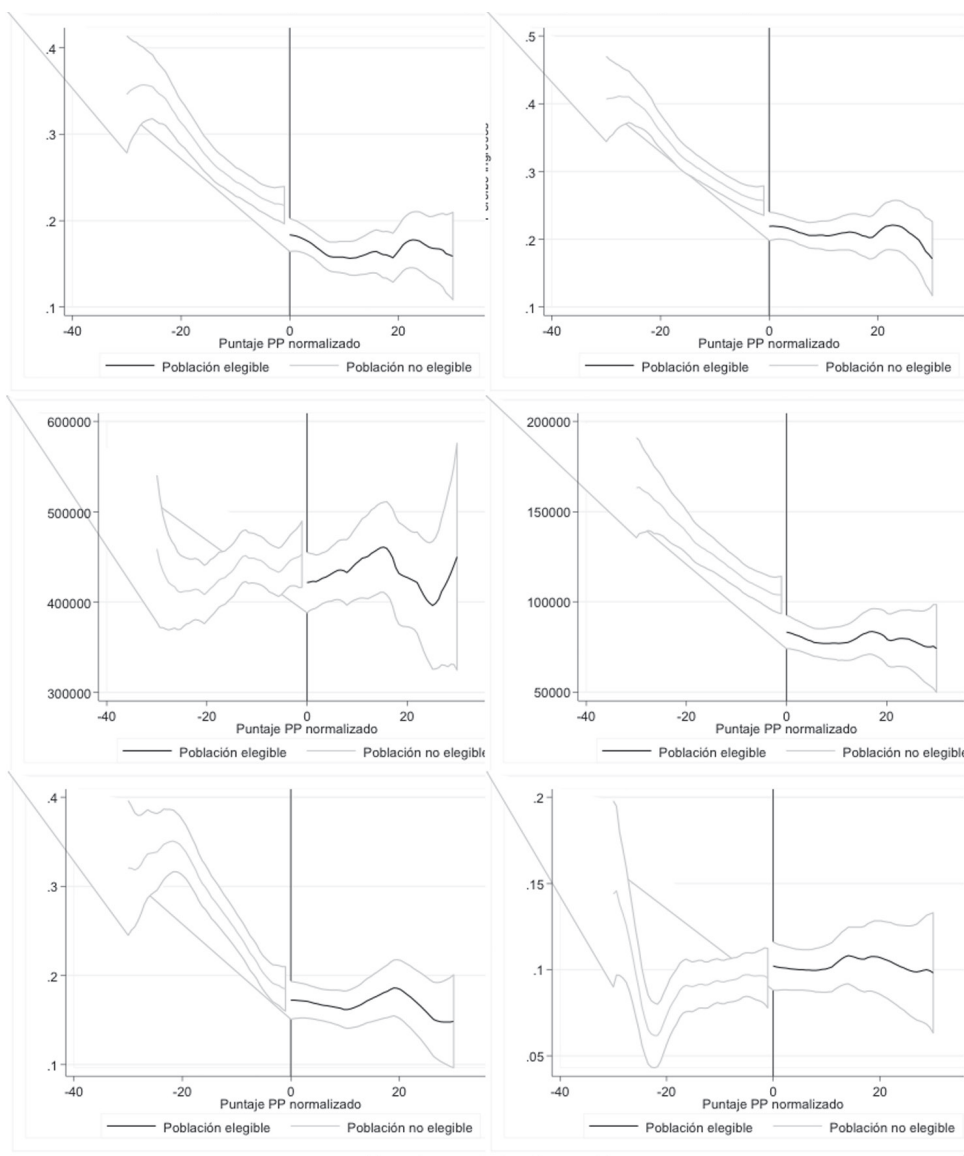 .4
.3
.2
.1
-40 -20 0 20
Puntaje PP normalizado
Población elegible Población no elegible
.5
.4
.3
.2
.1
-40 -20 0 20
Puntaje PP normalizado
Población elegible Población no elegible
600000
500000
400000
300000
-40 -20 0 20
Puntaje PP normalizado
Población elegible Población no elegible
200000
150000
100000
50000
-40 -20 0 20
Puntaje PP normalizado
Población elegible Población no elegible
.4
.3
.2
.1
-40 -20 0 20
Puntaje PP normalizado
Población elegible Población no elegible
.2
.15
.1
.05
-40 -20 0 20
Puntaje PP normalizado
Población elegible Población no elegible